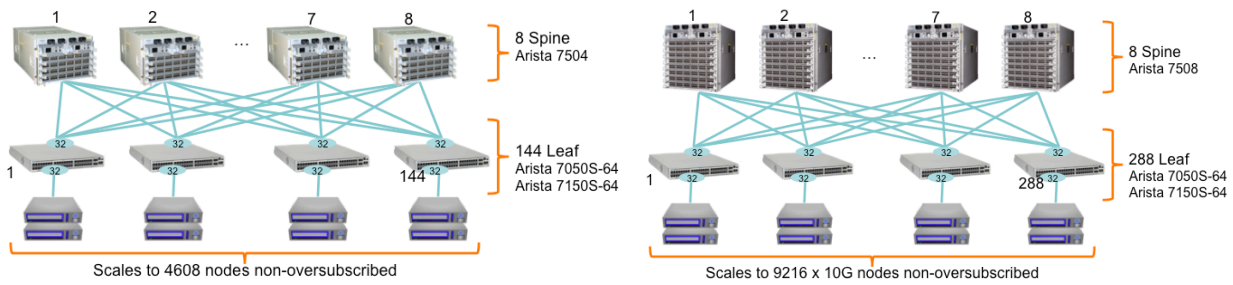 1 2 ... 7 8
8 Spine
Arista 7504
32 32 32 32
144 Leaf
Arista 7050S-64
Arista 7150S-64
1 32 32 32 144 32
Scales to 4608 nodes non-oversubscribed
1 2 ... 7 8
8 Spine
Arista 7508
32 32 32 32
288 Leaf
Arista 7050S-64
Arista 7150S-64
1 32 32 32 288 32
Scales to 9216 x 10G nodes non-oversubscribed